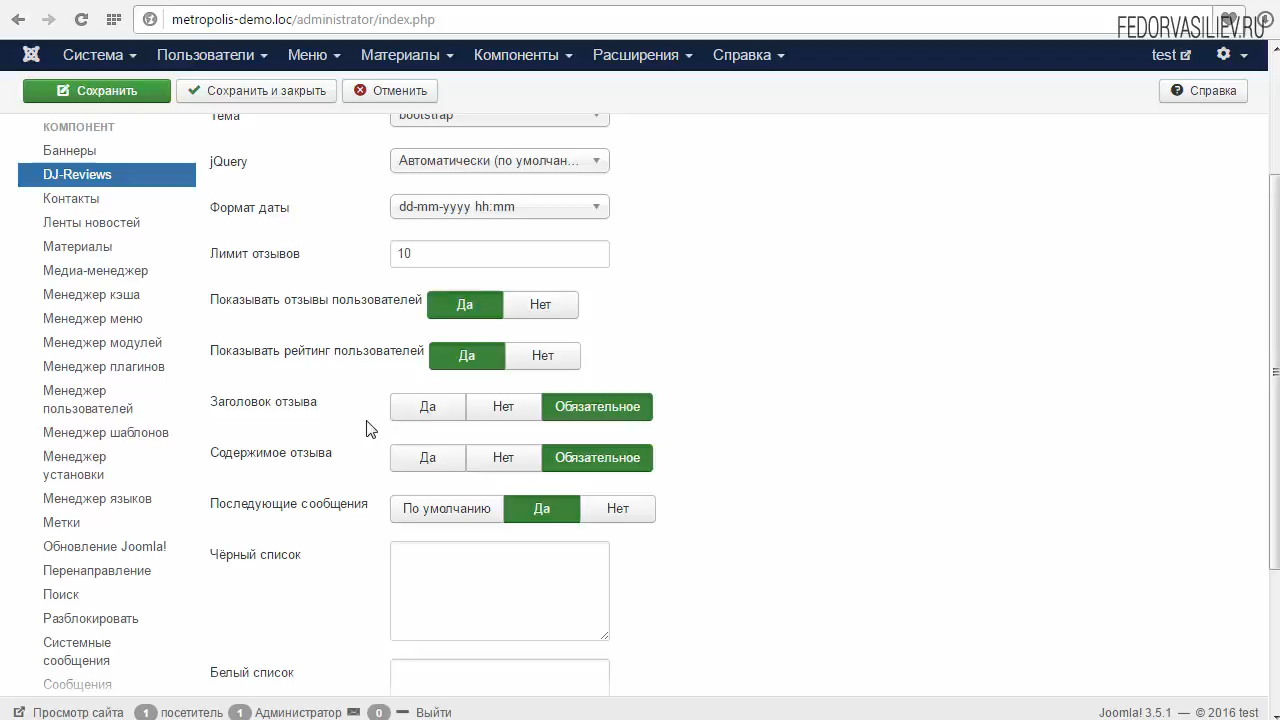 metropolis-demo.loc/administrator/index.php
FEDORVASILIEV.RU
Система Пользователи Меню Материалы Компоненты Расширения Справка test
Сохранить Сохранить и закрыть Отменить Справка
КОМПОНЕНТ
Баннеры
DJ-Reviews
Контакты
Ленты новостей
Материалы
Медиа-менеджер
Менеджер кэша
Менеджер меню
Менеджер модулей
Менеджер плагинов
Менеджер
пользователей
Менеджер шаблонов
Менеджер
установки
Менеджер языков
Метки
Обновление Joomla!
Перенаправление
Поиск
Разблокировать
Системные
сообщения
Сообщения
Тема bootstrap
jQuery Автоматически (по умолчан...
Формат даты dd-mm-yyyy hh:mm
Лимит отзывов 10
Показывать отзывы пользователей Да Нет
Показывать рейтинг пользователей Да Нет
Заголовок отзыва Да Нет Обязательное
Содержимое отзыва Да Нет Обязательное
Последующие сообщения По умолчанию Да Нет
Чёрный список
Белый список
Просмотр сайта 1 посетитель 1 Администратор 0 Выйти
Joomla! 3.5.1 — © 2016 test